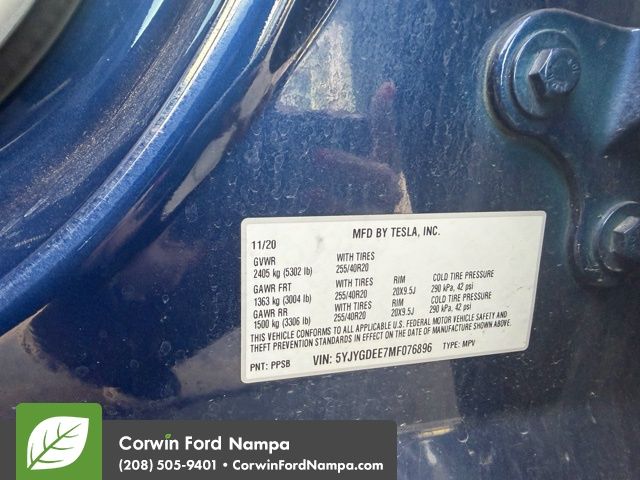 MFD BY TESLA, INC.
11/20
GVWR WITH TIRES
2405 kg (5302 lb) 255/40R20
GAWR FRT WITH TIRES RIM COLD TIRE PRESSURE
1363 kg (3004 lb) 255/40R20 20X9.5J 290 kPa, 42 psi
GAWR RR WITH TIRES RIM COLD TIRE PRESSURE
1500 kg (3306 lb) 255/40R20 20X9.5J 290 kPa, 42 psi
THIS VEHICLE CONFORMS TO ALL APPLICABLE U.S. FEDERAL MOTOR VEHICLE SAFETY AND
THEFT PREVENTION STANDARDS IN EFFECT ON THE DATE OF MANUFACTURE SHOWN ABOVE.
PNT: PPSB VIN: 5YJYGDEE7MF076896 TYPE: MPV
Corwin Ford Nampa
(208) 505-9401 • CorwinFordNampa.com